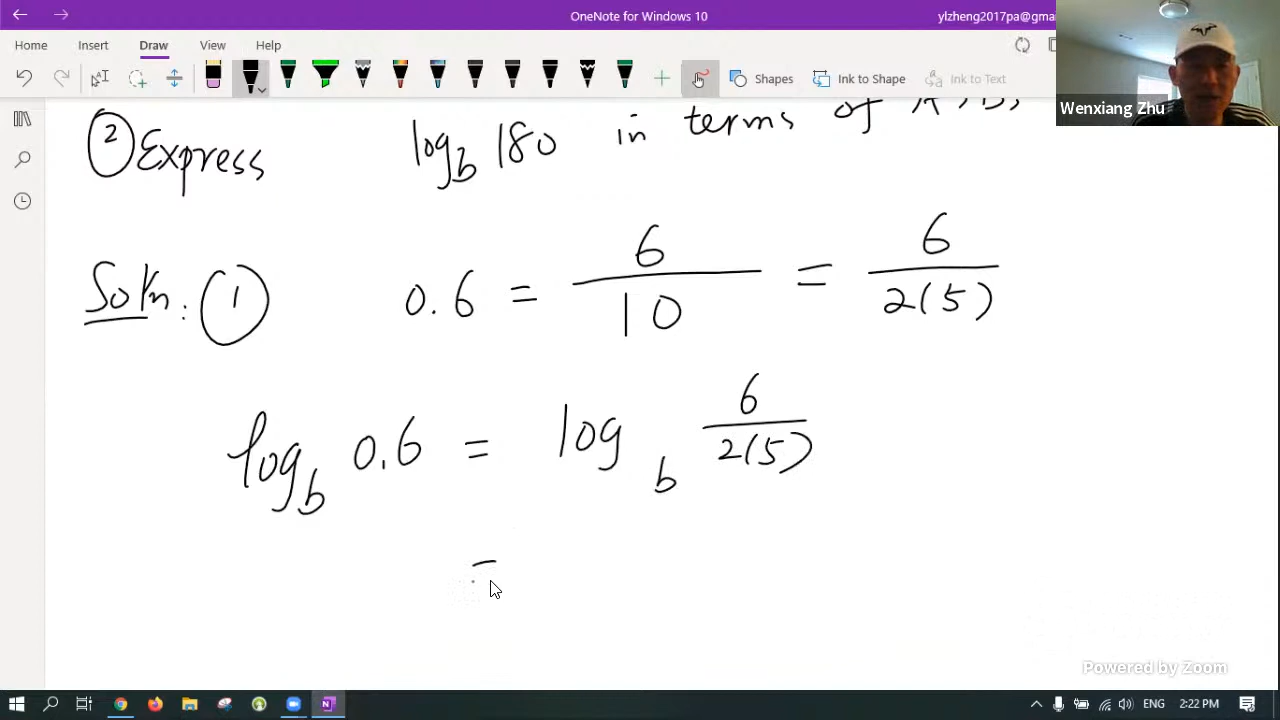 OneNote for Windows 10
ylzheng2017pa@gma
Home Insert Draw View Help
Shapes Ink to Shape Ink to Text
Wenxiang Zhu
② Express log_b 180 in terms of A, B,
Soln: ① 0.6 = 6/10 = 6/2(5)
log_b 0.6 = log_b 6/2(5)
=
Powered by Zoom
ENG 2:22 PM